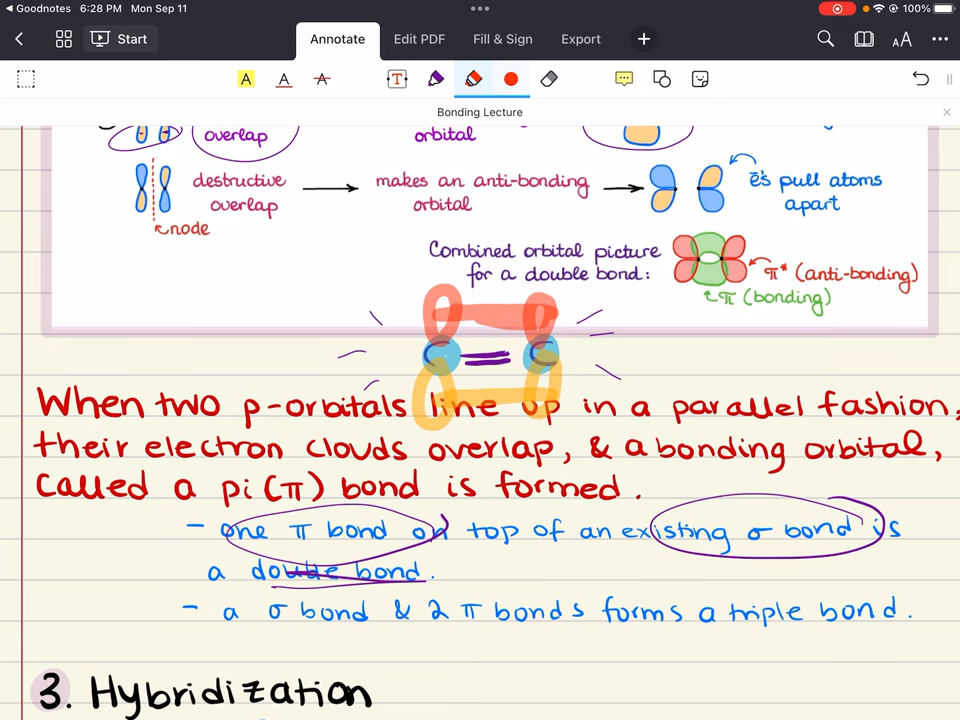 Goodnotes 6:28 PM Mon Sep 11 100%
Start Annotate Edit PDF Fill & Sign Export
A A A T AA
Bonding Lecture
overlap orbital
destructive makes an anti-bonding ē's pull atoms
overlap orbital apart
node
Combined orbital picture
for a double bond:
π* (anti-bonding)
π (bonding)
C = C
When two p-orbitals line up in a parallel fashion,
their electron clouds overlap, & a bonding orbital,
called a pi (π) bond is formed.
- one π bond on top of an existing σ bond is
a double bond.
- a σ bond & 2 π bonds forms a triple bond.
3. Hybridization